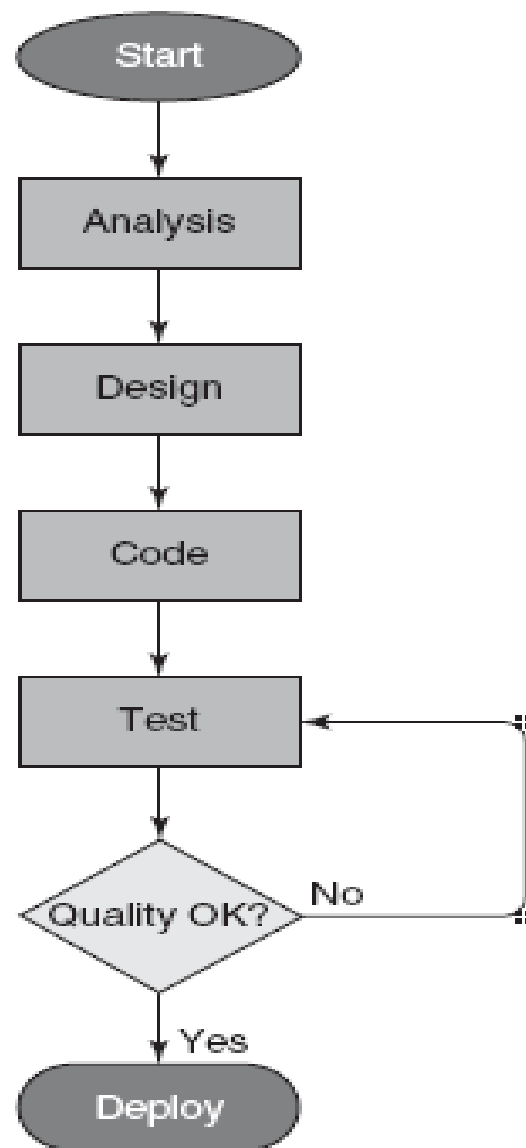 Start
Analysis
Design
Code
Test
Quality OK?
No
Yes
Deploy